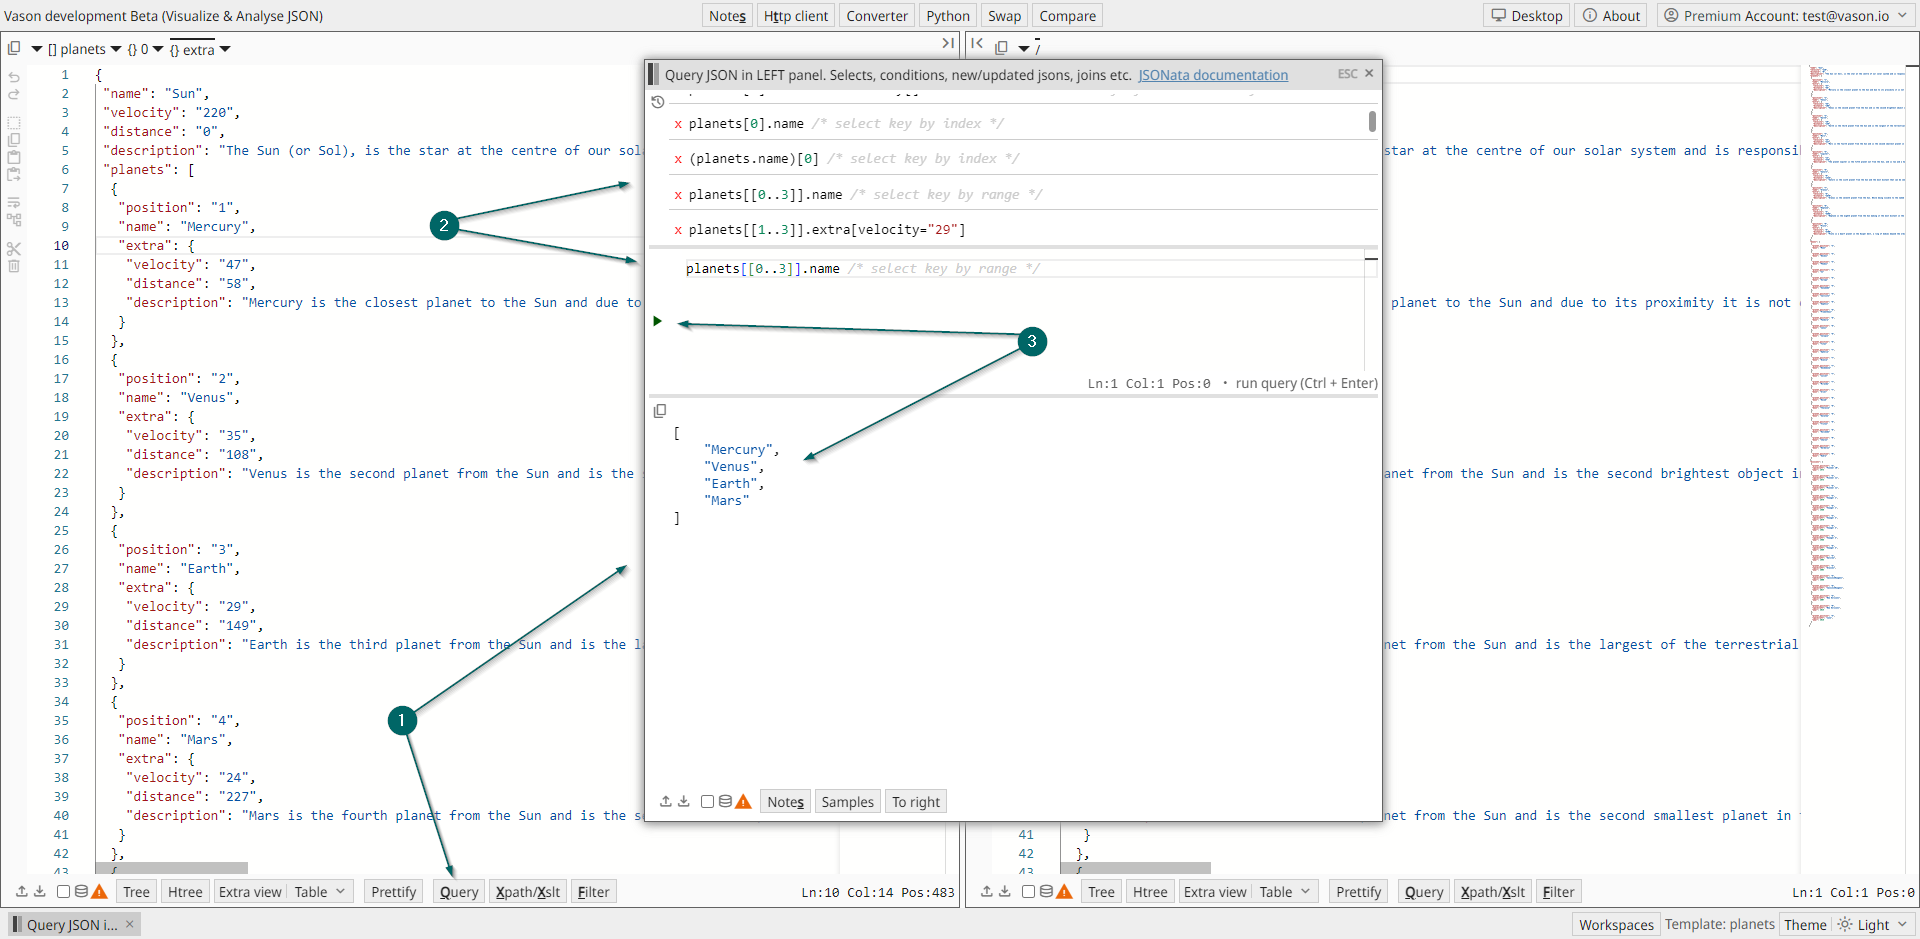 Vason development Beta (Visualize & Analyse JSON)
Notes Http client Converter Python Swap Compare
Desktop About Premium Account: test@vason.io
[] planets {} 0 {} extra
1 {
2 "name": "Sun",
3 "velocity": "220",
4 "distance": "0",
5 "description": "The Sun (or Sol), is the star at the centre of our sol
6 "planets": [
7 {
8 "position": "1",
9 "name": "Mercury",
10 "extra": {
11 "velocity": "47",
12 "distance": "58",
13 "description": "Mercury is the closest planet to the Sun and due to
14 }
15 },
16 {
17 "position": "2",
18 "name": "Venus",
19 "extra": {
20 "velocity": "35",
21 "distance": "108",
22 "description": "Venus is the second planet from the Sun and is the
23 }
24 },
25 {
26 "position": "3",
27 "name": "Earth",
28 "extra": {
29 "velocity": "29",
30 "distance": "149",
31 "description": "Earth is the third planet from the Sun and is the l
32 }
33 },
34 {
35 "position": "4",
36 "name": "Mars",
37 "extra": {
38 "velocity": "24",
39 "distance": "227",
40 "description": "Mars is the fourth planet from the Sun and is the s
41 }
42 },
43 {
2
1
Tree Htree Extra view Table Prettify Query Xpath/Xslt Filter Ln:10 Col:14 Pos:483
Query JSON in LEFT panel. Selects, conditions, new/updated jsons, joins etc. JSONata documentation ESC ×
x planets[0].name /* select key by index */
x (planets.name)[0] /* select key by index */
x planets[[0..3]].name /* select key by range */
x planets[[1..3]].extra[velocity="29"]
planets[[0..3]].name /* select key by range */
3
Ln:1 Col:1 Pos:0 • run query (Ctrl + Enter)
[
"Mercury",
"Venus",
"Earth",
"Mars"
]
Notes Samples To right
/
star at the centre of our solar system and is responsi
planet to the Sun and due to its proximity it is not
anet from the Sun and is the second brightest object i
net from the Sun and is the largest of the terrestrial
net from the Sun and is the second smallest planet in
41 }
42 },
43 {
Tree Htree Extra view Table Prettify Query Xpath/Xslt Filter Ln:1 Col:1 Pos:0
Query JSON i... × Workspaces Template: planets Theme Light